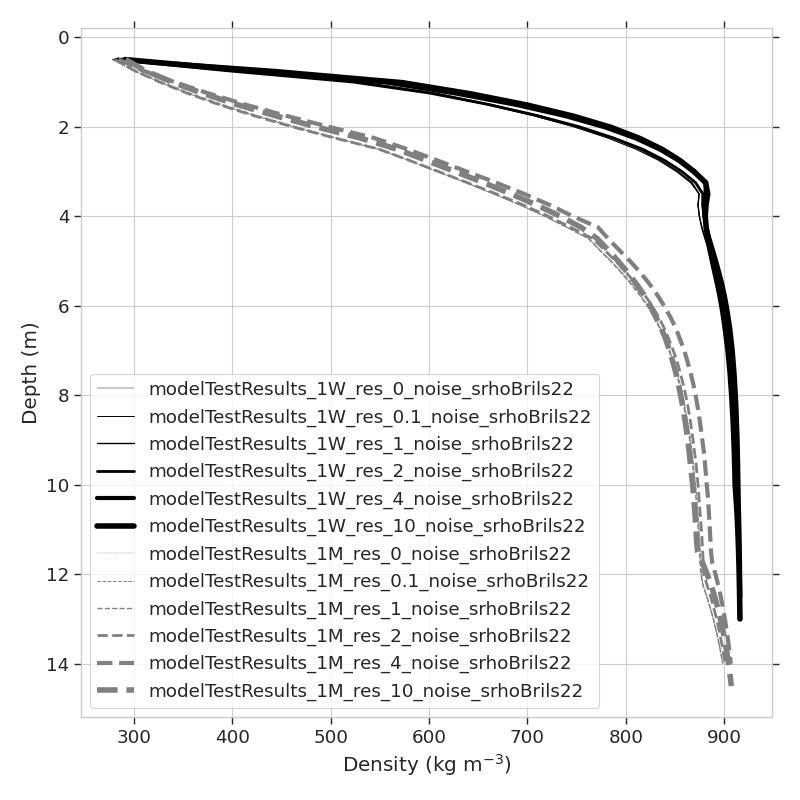 0
2
4
6
8
10
12
14
Depth (m)
modelTestResults_1W_res_0_noise_srhoBrils22
modelTestResults_1W_res_0.1_noise_srhoBrils22
modelTestResults_1W_res_1_noise_srhoBrils22
modelTestResults_1W_res_2_noise_srhoBrils22
modelTestResults_1W_res_4_noise_srhoBrils22
modelTestResults_1W_res_10_noise_srhoBrils22
modelTestResults_1M_res_0_noise_srhoBrils22
modelTestResults_1M_res_0.1_noise_srhoBrils22
modelTestResults_1M_res_1_noise_srhoBrils22
modelTestResults_1M_res_2_noise_srhoBrils22
modelTestResults_1M_res_4_noise_srhoBrils22
modelTestResults_1M_res_10_noise_srhoBrils22
300 400 500 600 700 800 900
Density (kg m⁻³)